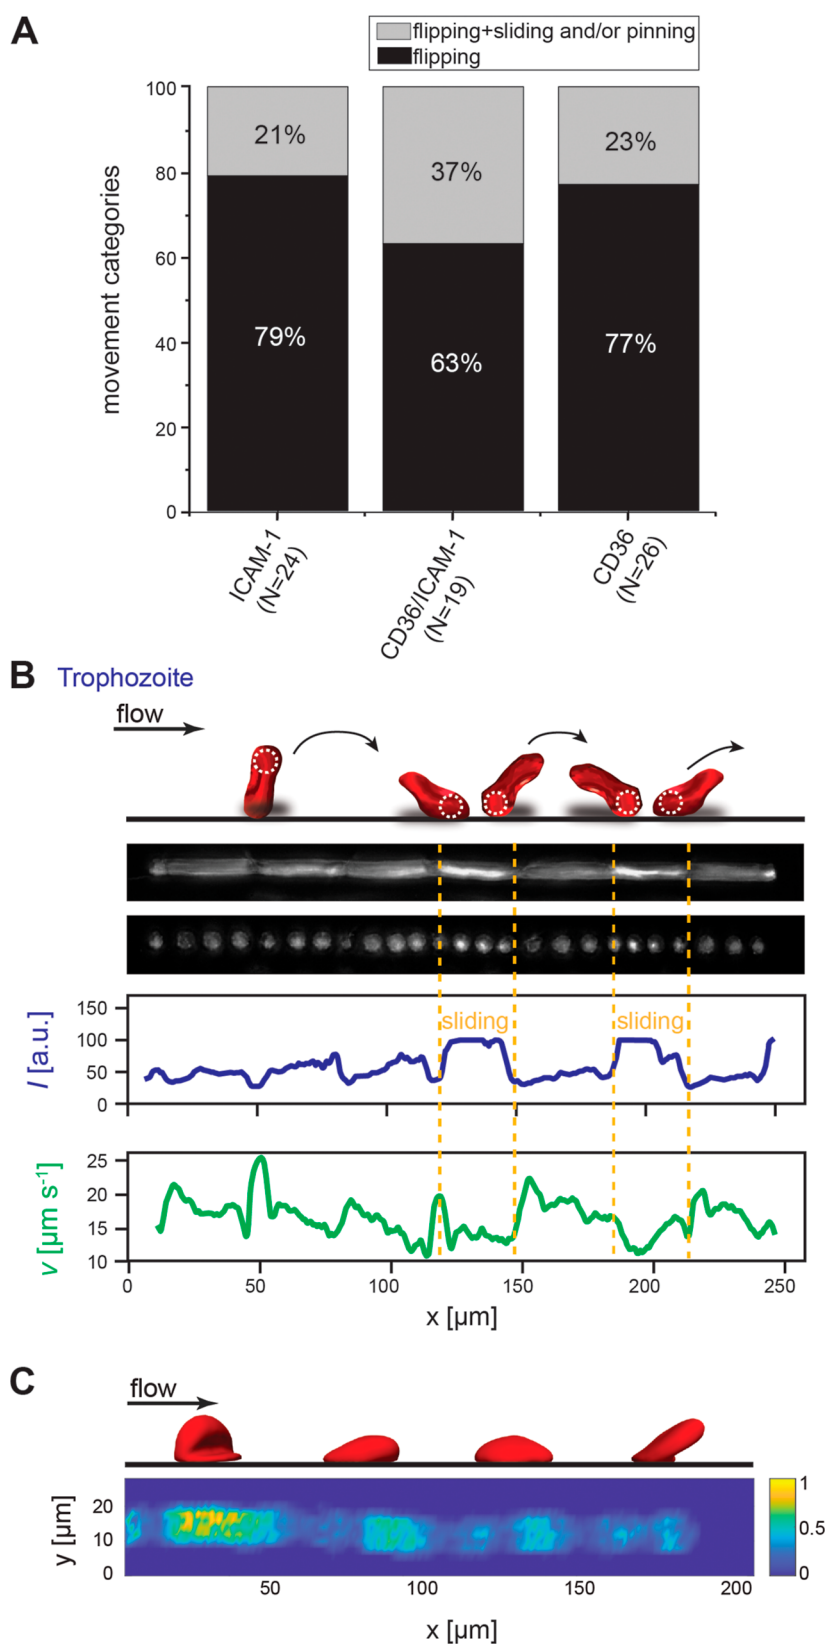 A
flipping+sliding and/or pinning
flipping
movement categories
100
80
60
40
20
0
21%
37%
23%
79%
63%
77%
ICAM-1
(N=24)
CD36/ICAM-1
(N=19)
CD36
(N=26)
B
Trophozoite
flow
I [a.u.]
150
100
50
0
sliding
sliding
v [µm s-1]
25
20
15
10
0
50
100
150
200
250
x [µm]
C
flow
y [µm]
20
10
0
50
100
150
200
x [µm]
1
0.5
0